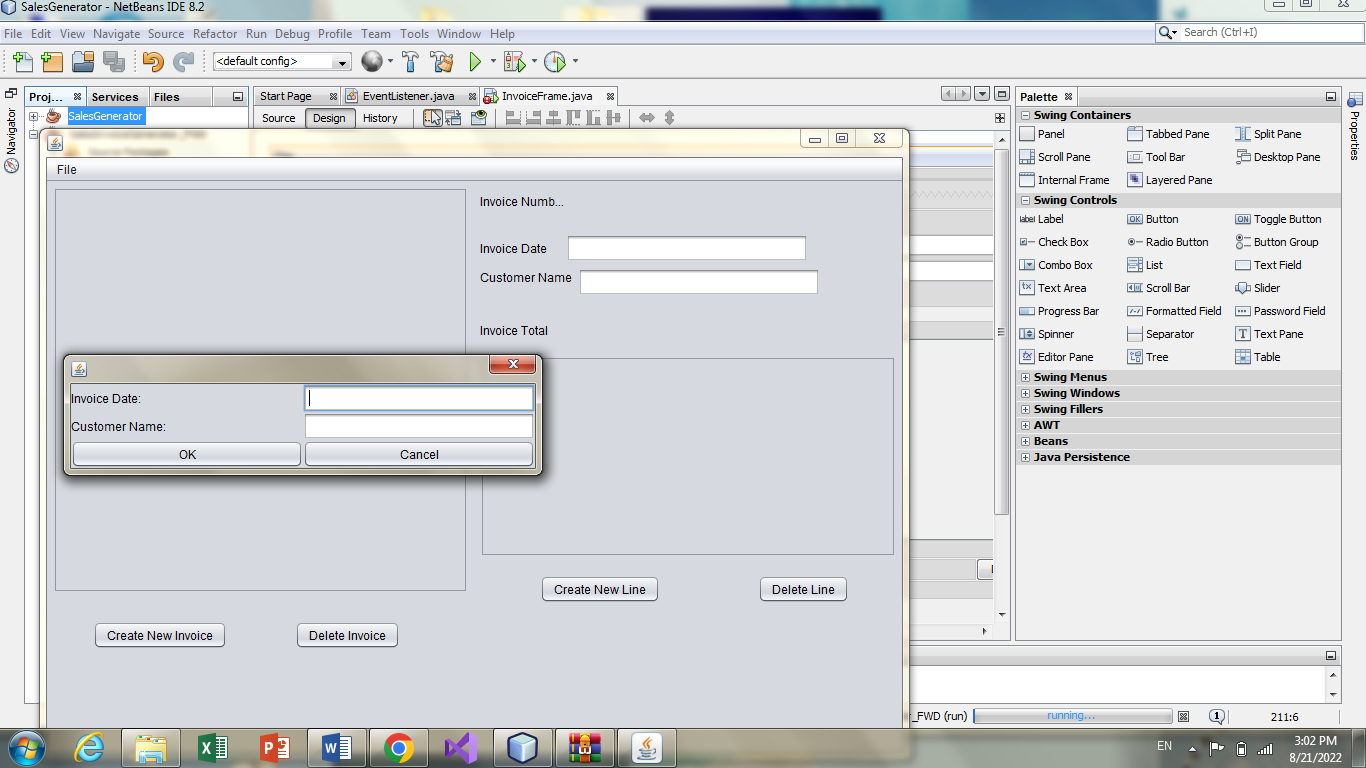 SalesGenerator - NetBeans IDE 8.2
File Edit View Navigate Source Refactor Run Debug Profile Team Tools Window Help
Search (Ctrl+I)
<default config>
Proj... Services Files
Start Page EventListener.java InvoiceFrame.java
Source Design History
SalesGenerator
Navigator
File
Invoice Numb...
Invoice Date
Customer Name
Invoice Total
Invoice Date:
Customer Name:
OK Cancel
Create New Line Delete Line
Create New Invoice Delete Invoice
Palette
Swing Containers
Panel Tabbed Pane Split Pane
Scroll Pane Tool Bar Desktop Pane
Internal Frame Layered Pane
Swing Controls
label Label OK Button ON Toggle Button
Check Box Radio Button Button Group
Combo Box List Text Field
Text Area Scroll Bar Slider
Progress Bar Formatted Field Password Field
Spinner Separator Text Pane
Editor Pane Tree Table
Swing Menus
Swing Windows
Swing Fillers
AWT
Beans
Java Persistence
Properties
r_FWD (run) running... 1 211:6
EN 3:02 PM
8/21/2022